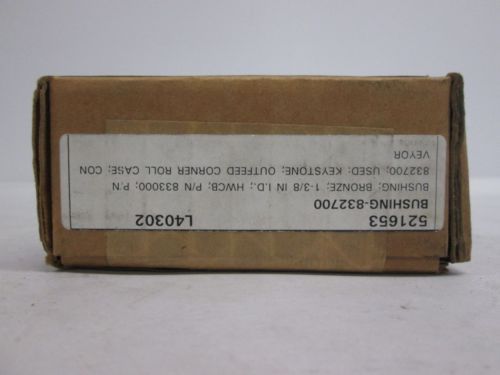 521653 L40302
BUSHING-832700
BUSHING; BRONZE; 1-3/8 IN I.D.; HWCB; P/N 833000; P/N
832700; USED: KEYSTONE; OUTFEED CORNER ROLL CASE; CON
VEYOR